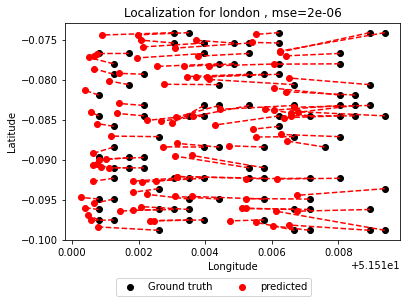 Localization for london , mse=2e-06
−0.075
−0.080
−0.085
−0.090
−0.095
−0.100
Latitude
0.000 0.002 0.004 0.006 0.008
Longitude
+5.151e1
Ground truth predicted